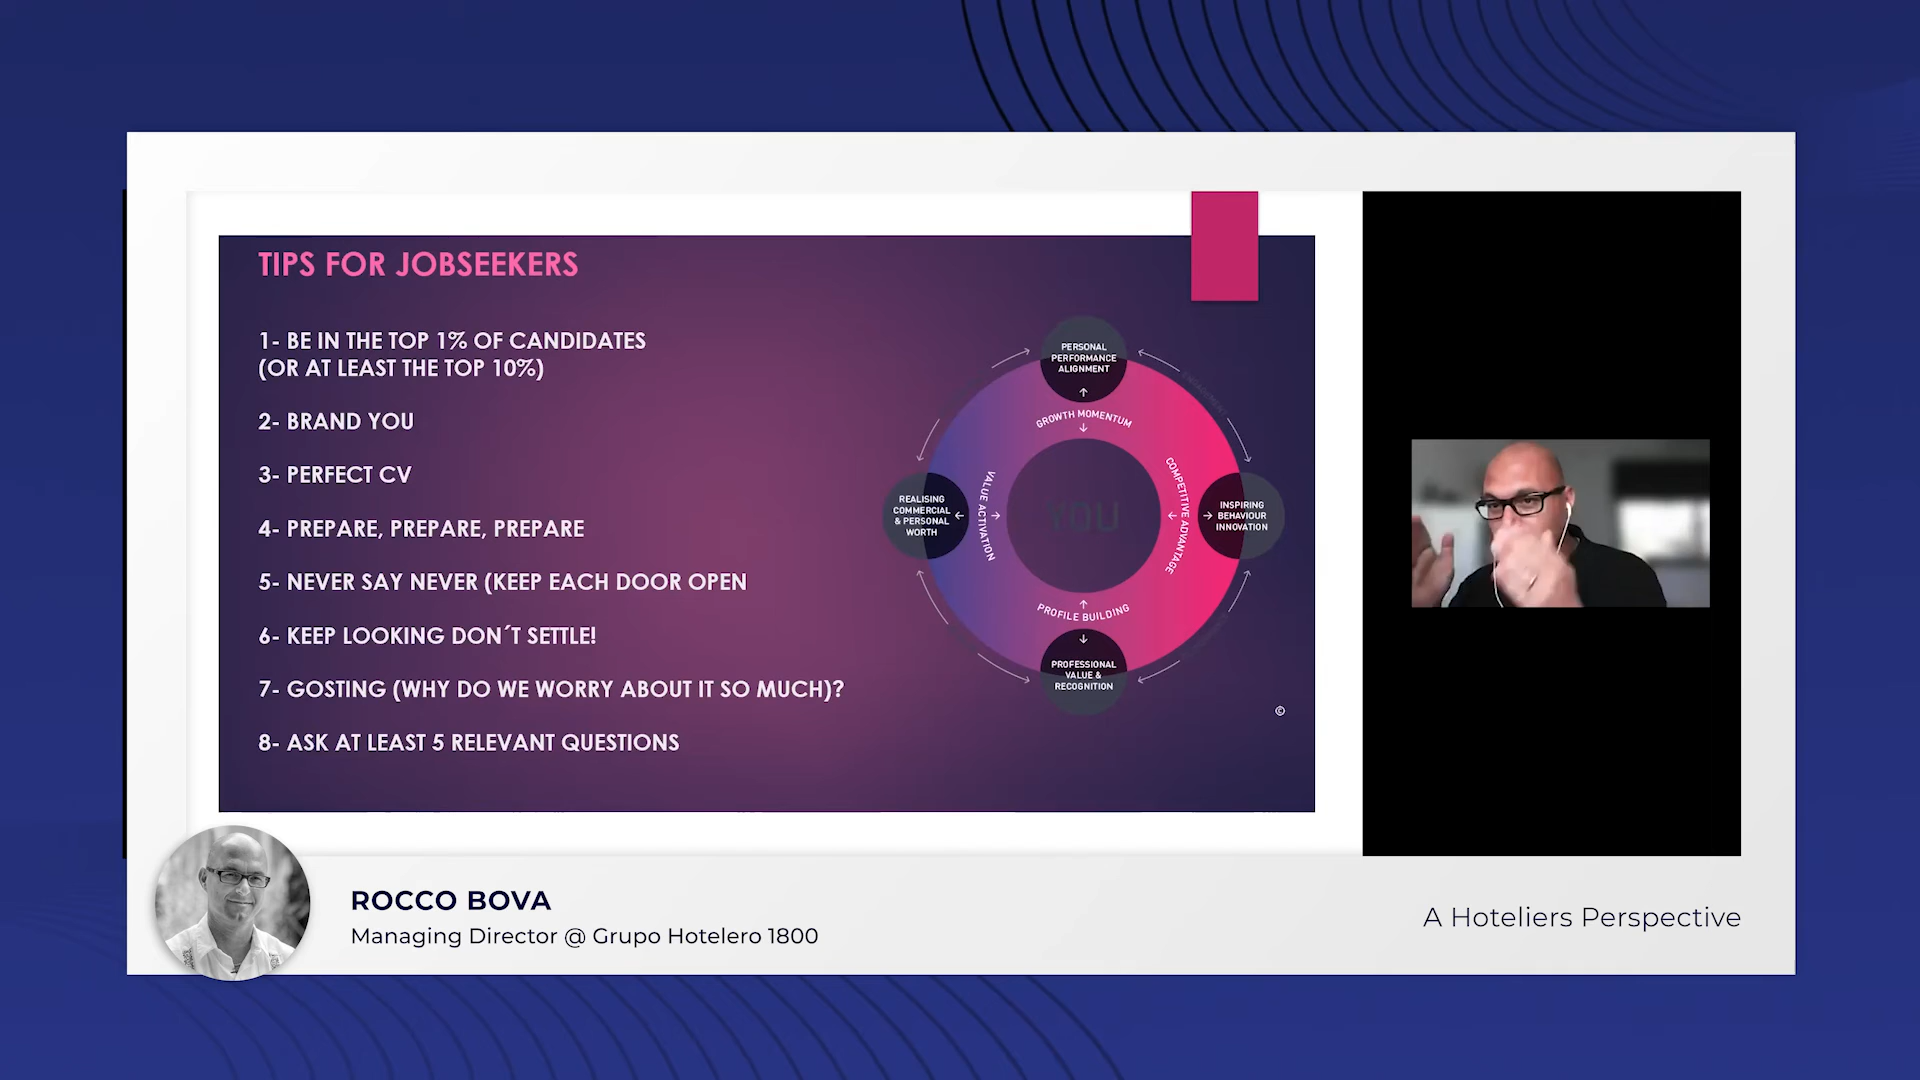 TIPS FOR JOBSEEKERS
1- BE IN THE TOP 1% OF CANDIDATES
(OR AT LEAST THE TOP 10%)
2- BRAND YOU
3- PERFECT CV
4- PREPARE, PREPARE, PREPARE
5- NEVER SAY NEVER (KEEP EACH DOOR OPEN
6- KEEP LOOKING DON´T SETTLE!
7- GOSTING (WHY DO WE WORRY ABOUT IT SO MUCH)?
8- ASK AT LEAST 5 RELEVANT QUESTIONS
PERSONAL
PERFORMANCE
ALIGNMENT
GROWTH MOMENTUM
REALISING
COMMERCIAL
& PERSONAL
WORTH
VALUE ACTIVATION
YOU
COMPETITIVE ADVANTAGE
INSPIRING
BEHAVIOUR
INNOVATION
PROFILE BUILDING
PROFESSIONAL
VALUE &
RECOGNITION
©
ROCCO BOVA
Managing Director @ Grupo Hotelero 1800
A Hoteliers Perspective